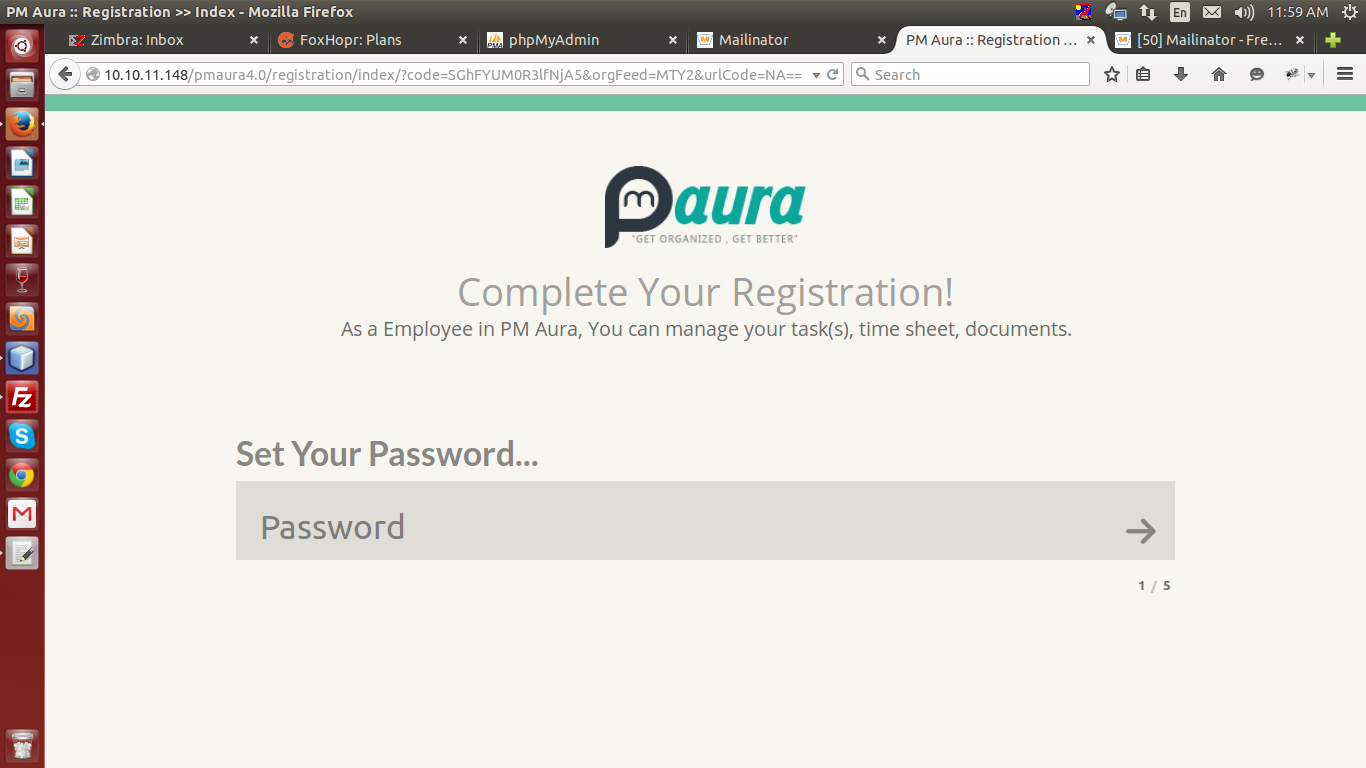 PM Aura :: Registration >> Index - Mozilla Firefox
En
11:59 AM
Zimbra: Inbox
FoxHopr: Plans
phpMyAdmin
Mailinator
PM Aura :: Registration ...
[50] Mailinator - Fre...
10.10.11.148/pmaura4.0/registration/index/?code=SGhFYUM0R3lfNjA5&orgFeed=MTY2&urlCode=NA==
Search
Pm aura
"GET ORGANIZED , GET BETTER"
Complete Your Registration!
As a Employee in PM Aura, You can manage your task(s), time sheet, documents.
Set Your Password...
Password
1 / 5